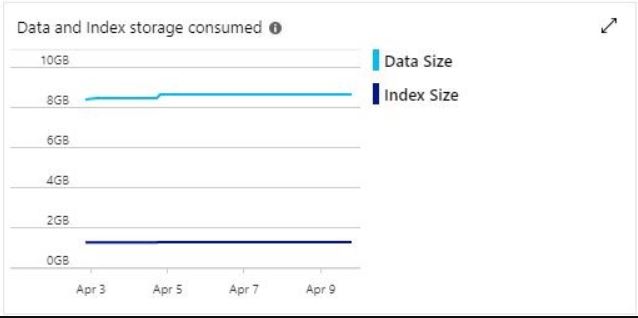 Data and Index storage consumed
10GB
Data Size
8GB
Index Size
6GB
4GB
2GB
0GB
Apr 3 Apr 5 Apr 7 Apr 9